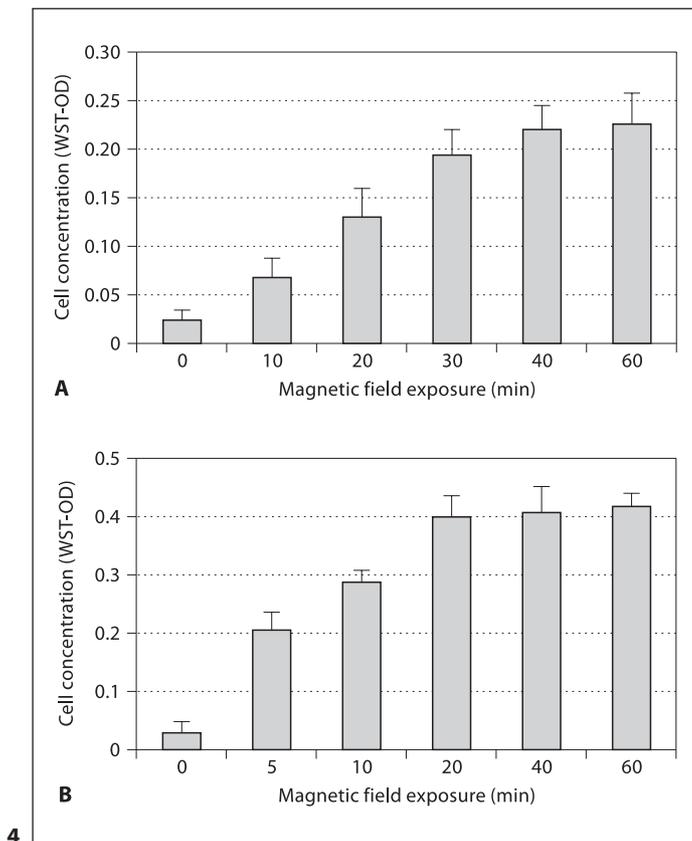 0.30
0.25
0.20
0.15
0.10
0.05
0
Cell concentration (WST-OD)
0 10 20 30 40 60
A Magnetic field exposure (min)
0.5
0.4
0.3
0.2
0.1
0
Cell concentration (WST-OD)
0 5 10 20 40 60
B Magnetic field exposure (min)
4